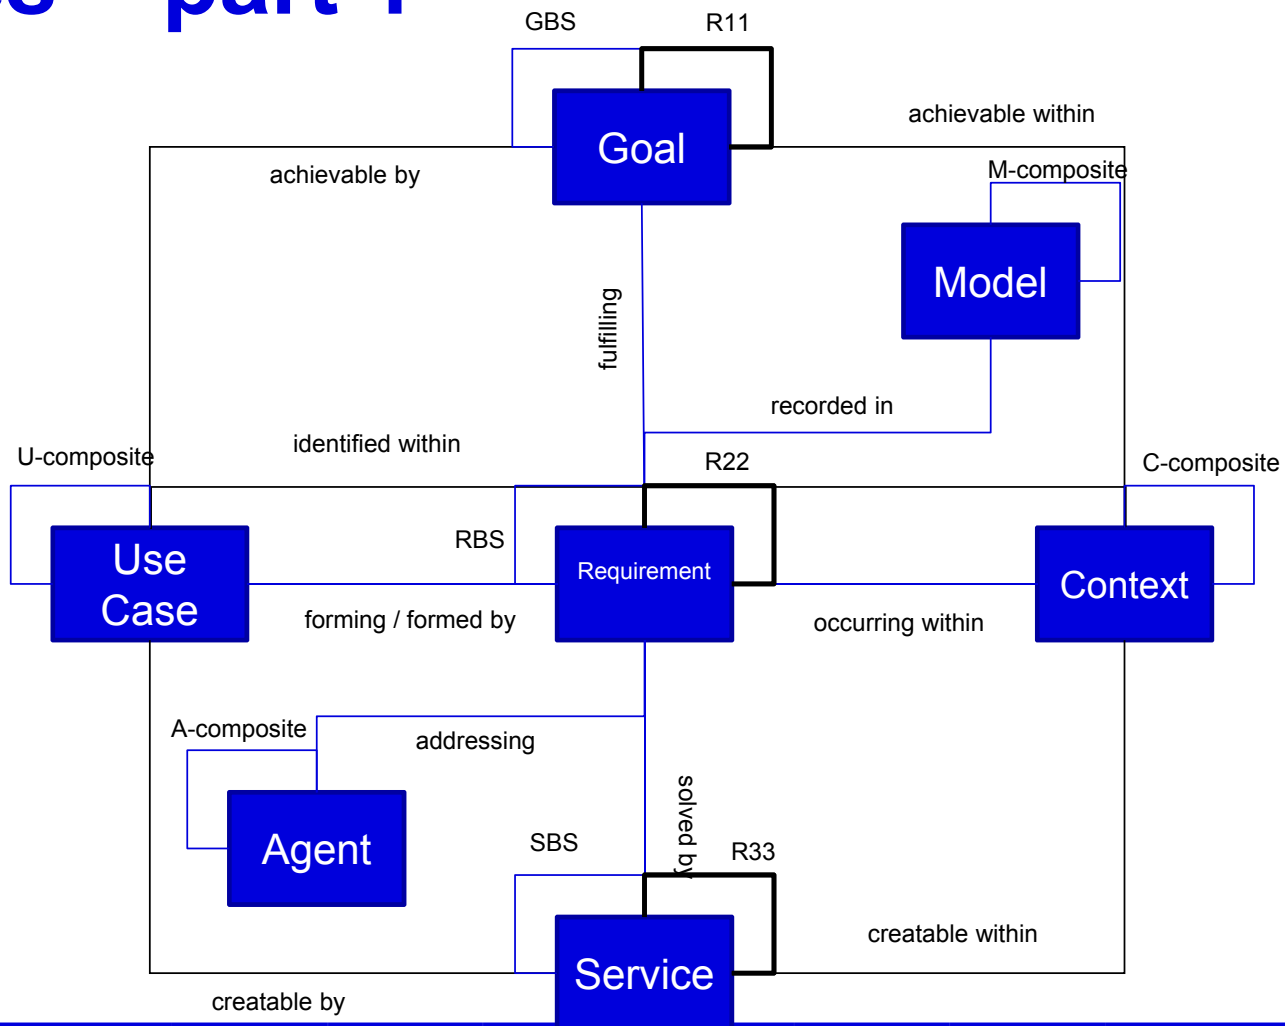 part
GBS
R11
Goal
achievable within
achievable by
M-composite
Model
fulfilling
recorded in
identified within
U-composite
R22
C-composite
RBS
Use
Case
Requirement
Context
forming / formed by
occurring within
A-composite
addressing
solved by
Agent
SBS
R33
creatable within
Service
creatable by